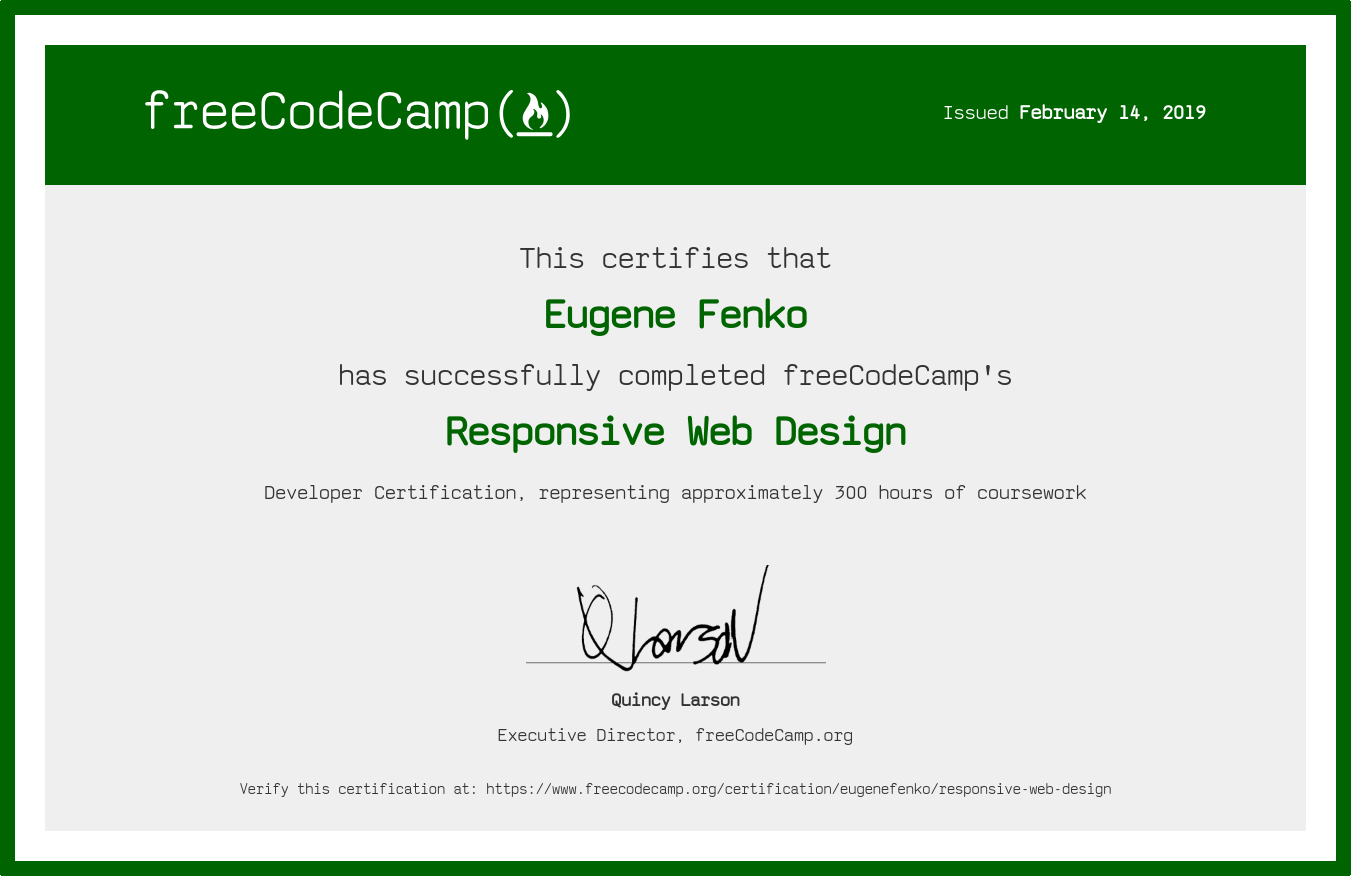 freeCodeCamp(🔥)
Issued February 14, 2019
This certifies that
Eugene Fenko
has successfully completed freeCodeCamp's
Responsive Web Design
Developer Certification, representing approximately 300 hours of coursework
Q Larson
Quincy Larson
Executive Director, freeCodeCamp.org
Verify this certification at: https://www.freecodecamp.org/certification/eugenefenko/responsive-web-design